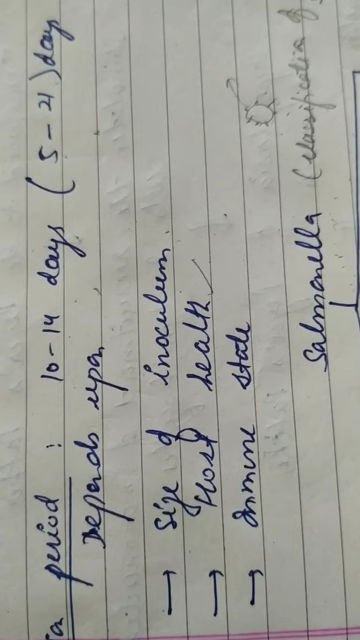 period : 10-14 days (5-21) day
Depends upon
→ Size of inoculum
→ Host health
→ Immune state
Salmonella (classification of